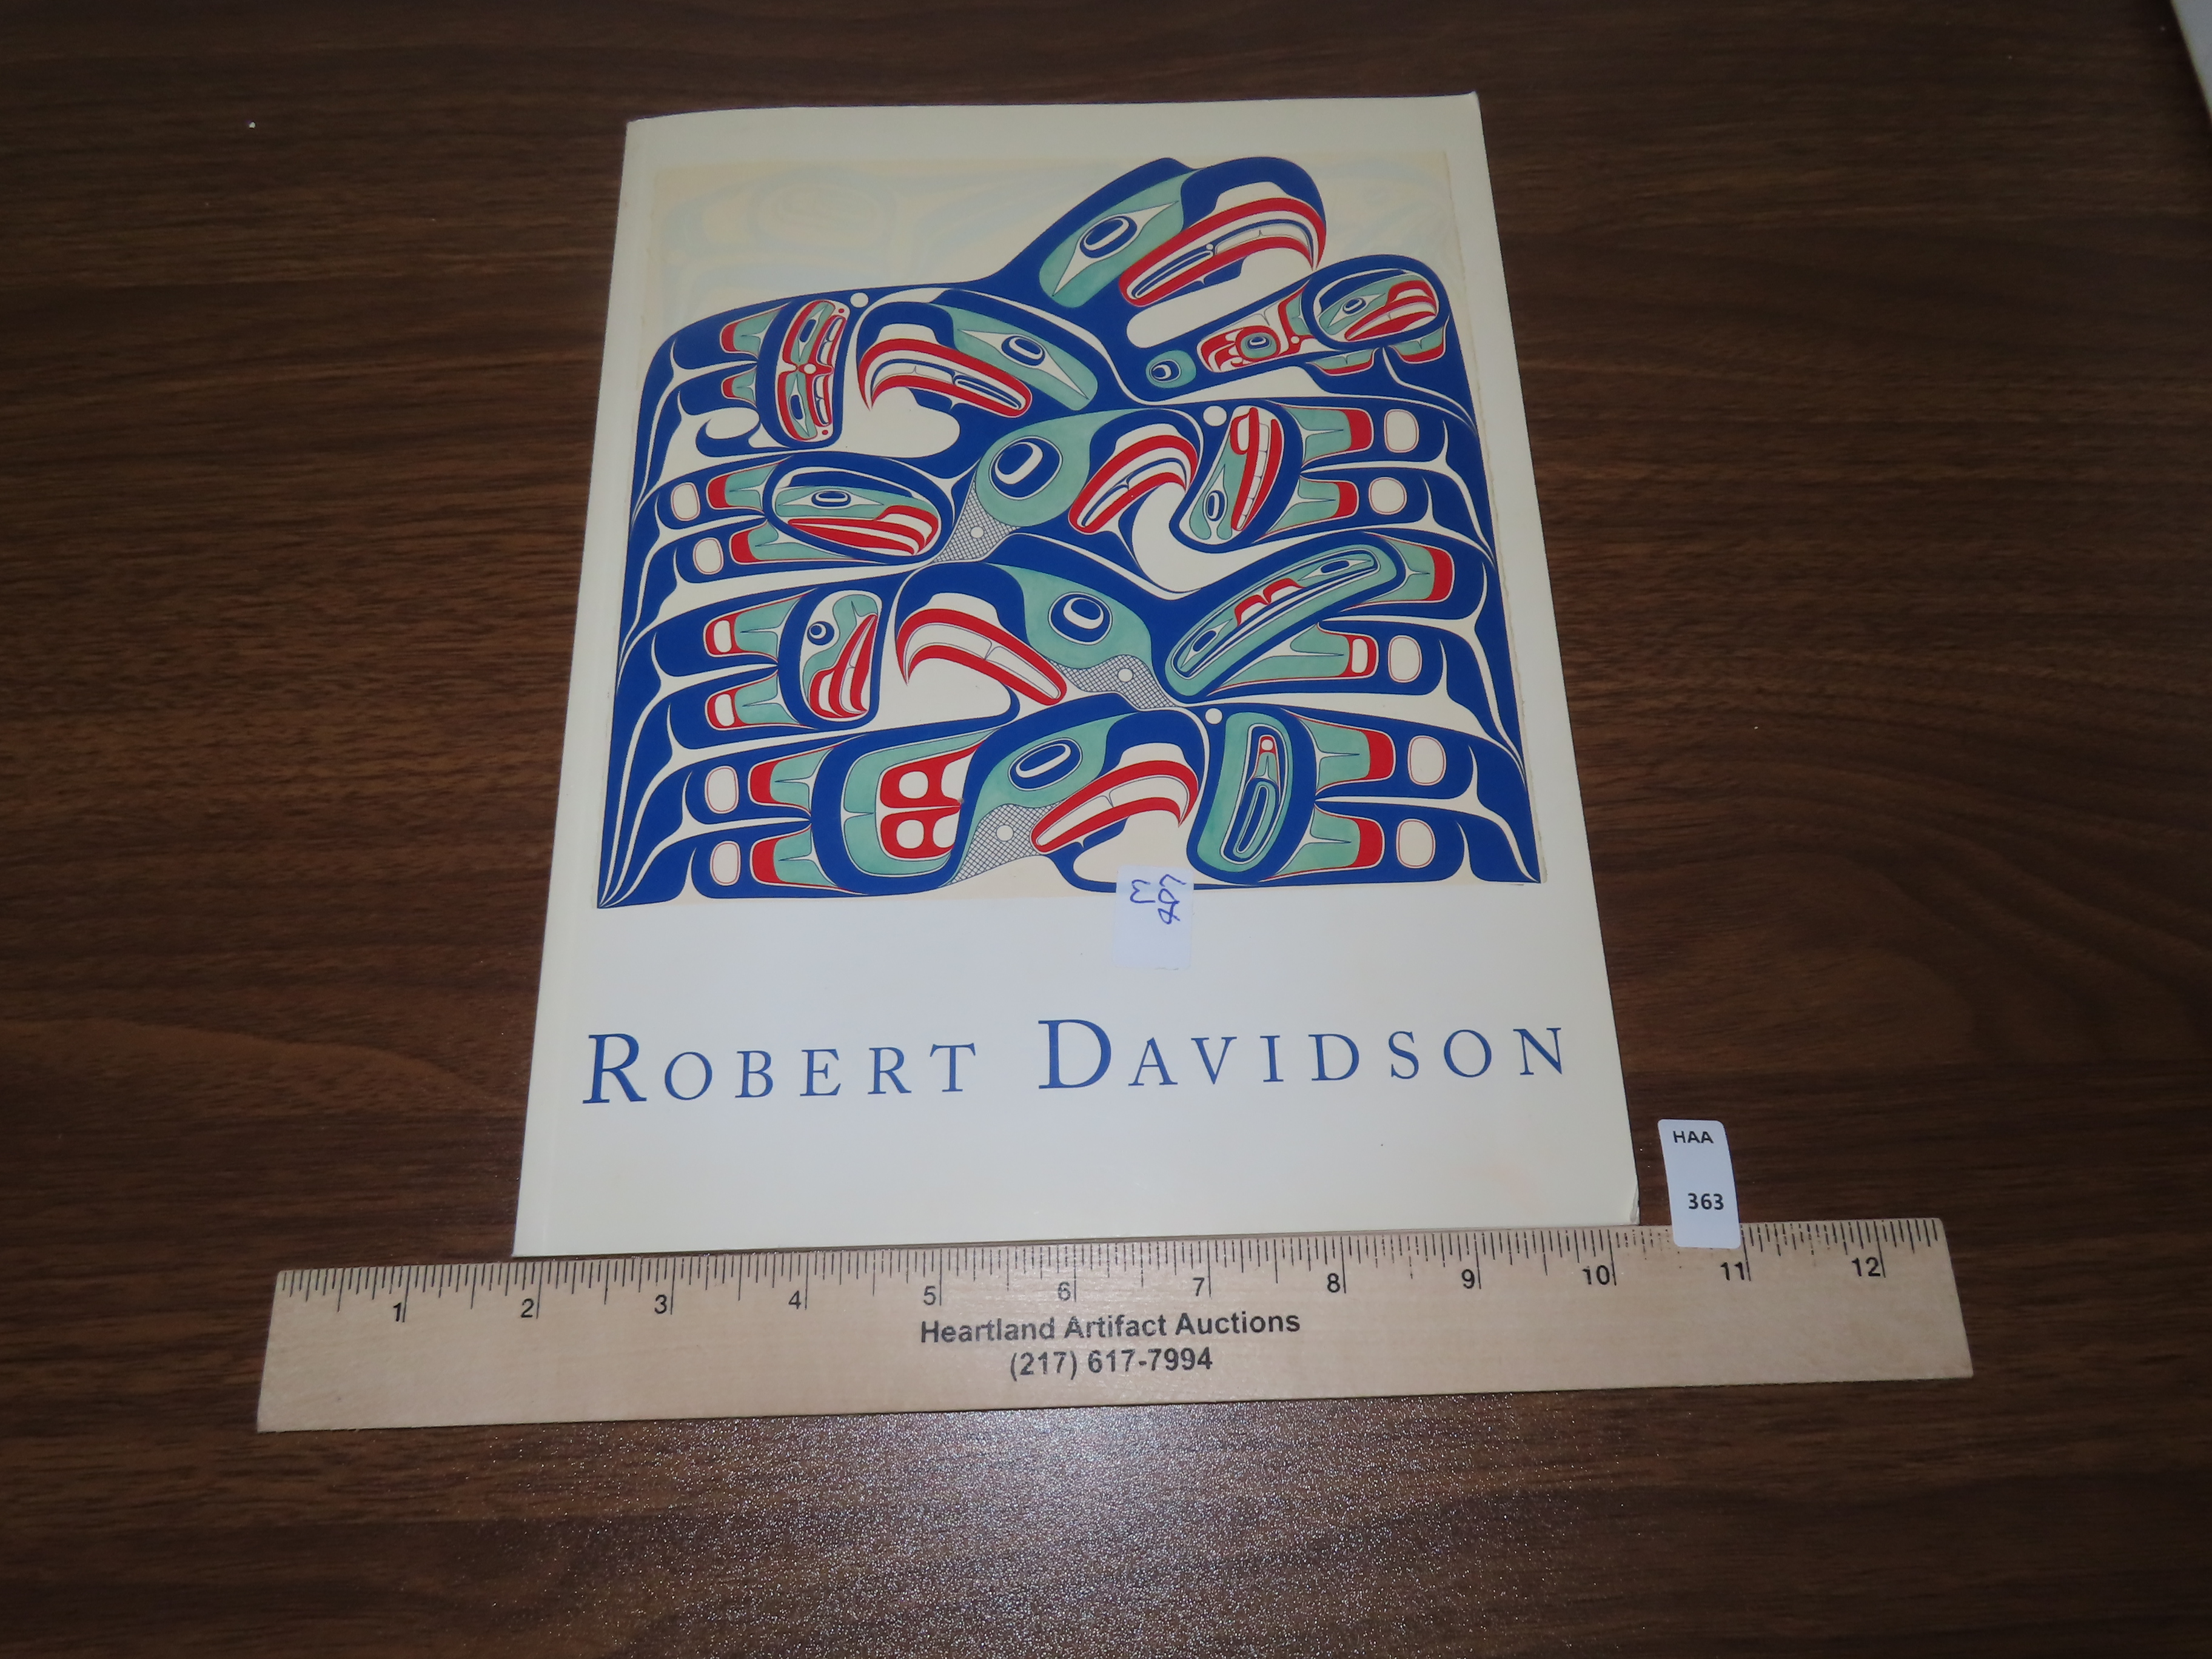 ROBERT DAVIDSON
HAA
363
1 2 3 4 5 6 7 8 9 10 11 12
Heartland Artifact Auctions
(217) 617-7994